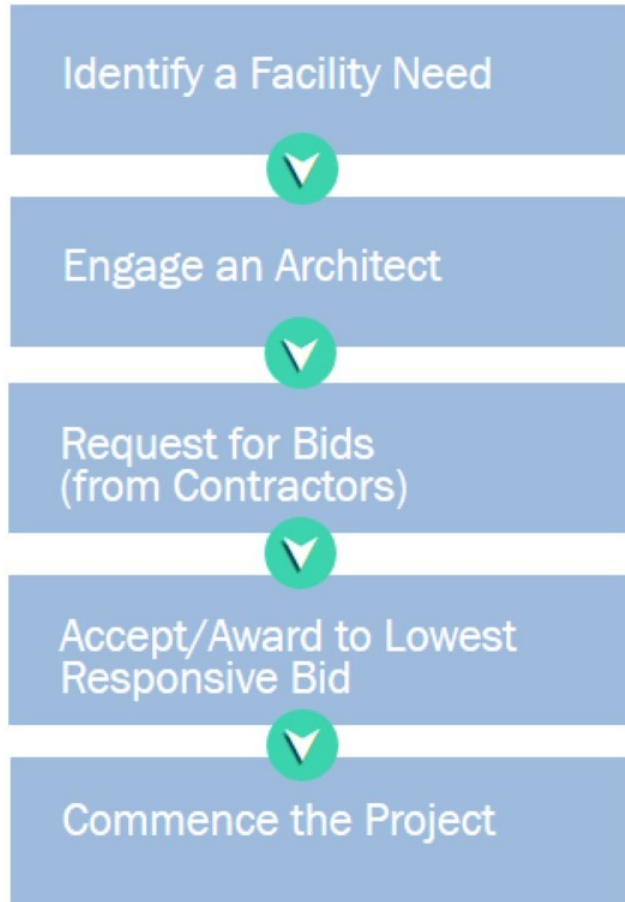 Identify a Facility Need
Engage an Architect
Request for Bids
(from Contractors)
Accept/Award to Lowest
Responsive Bid
Commence the Project